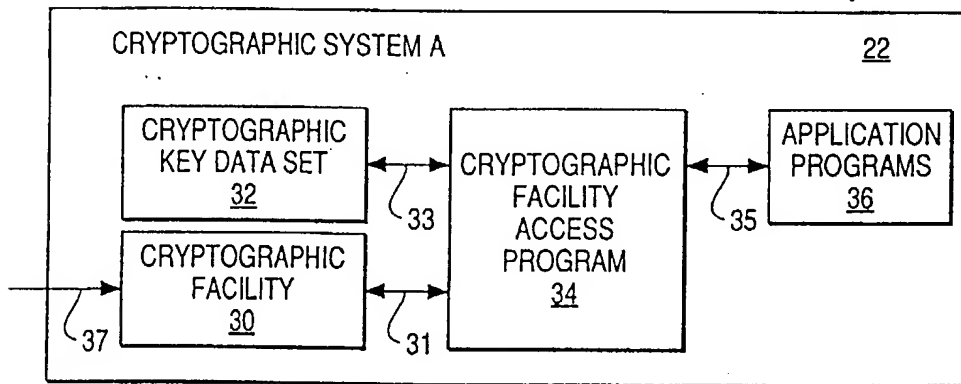 CRYPTOGRAPHIC SYSTEM A
22
CRYPTOGRAPHIC
KEY DATA SET
32
33
CRYPTOGRAPHIC
FACILITY
30
37
31
CRYPTOGRAPHIC
FACILITY
ACCESS
PROGRAM
34
35
APPLICATION
PROGRAMS
36